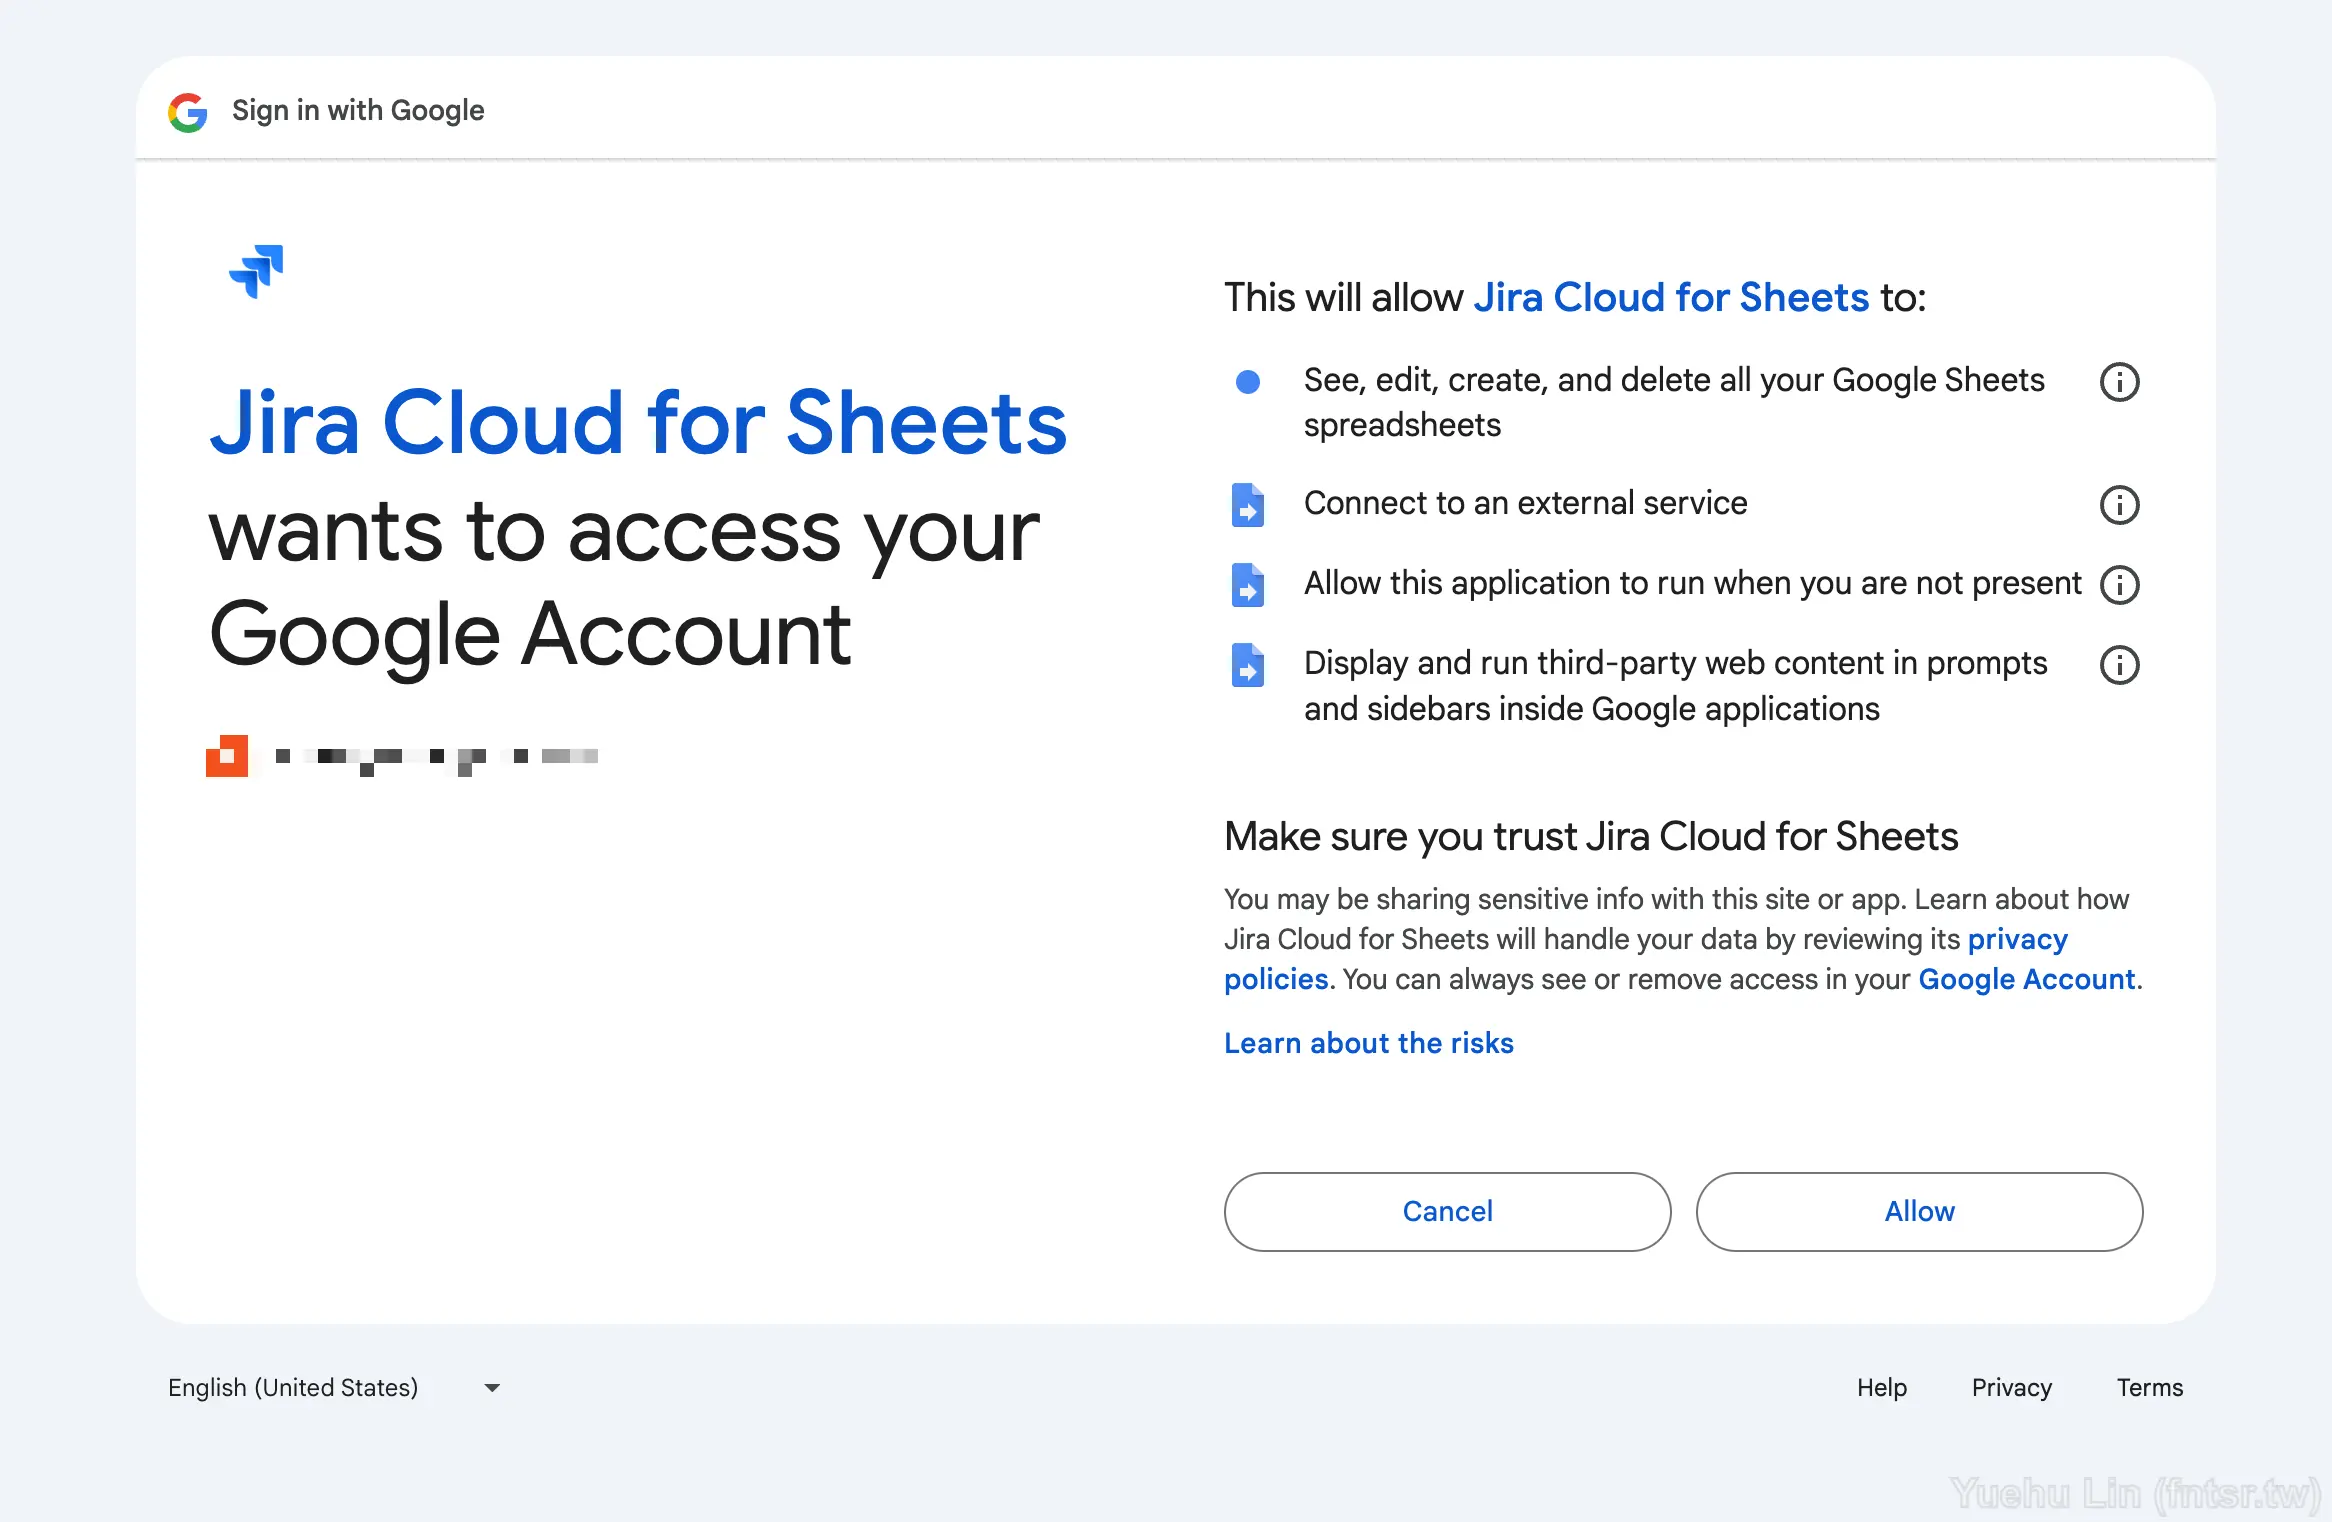 Sign in with Google
Jira Cloud for Sheets
wants to access your
Google Account
This will allow Jira Cloud for Sheets to:
See, edit, create, and delete all your Google Sheets
spreadsheets
Connect to an external service
Allow this application to run when you are not present
Display and run third-party web content in prompts
and sidebars inside Google applications
Make sure you trust Jira Cloud for Sheets
You may be sharing sensitive info with this site or app. Learn about how
Jira Cloud for Sheets will handle your data by reviewing its privacy
policies. You can always see or remove access in your Google Account.
Learn about the risks
Cancel
Allow
English (United States)
Help
Privacy
Terms
Yuehu Lin (fntsr.tw)